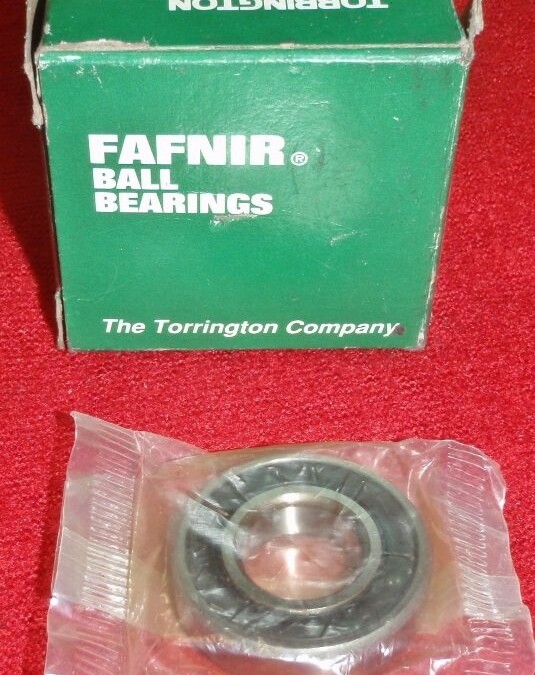 TORRINGTON
FAFNIR®
BALL
BEARINGS
The Torrington Company